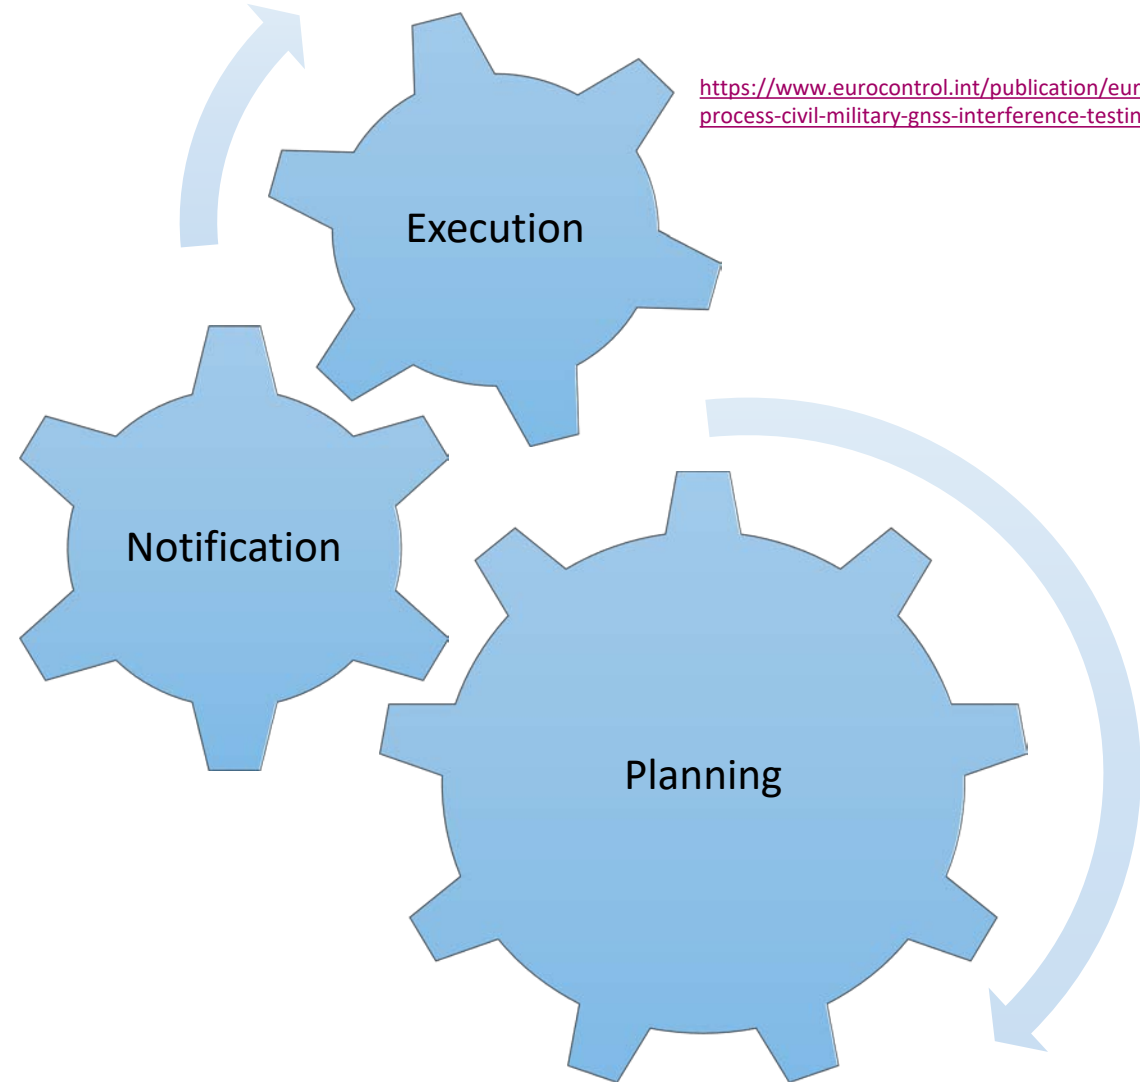 https://www.eurocontrol.int/publication/eur
process-civil-military-gnss-interference-testin
Execution
Notification
Planning